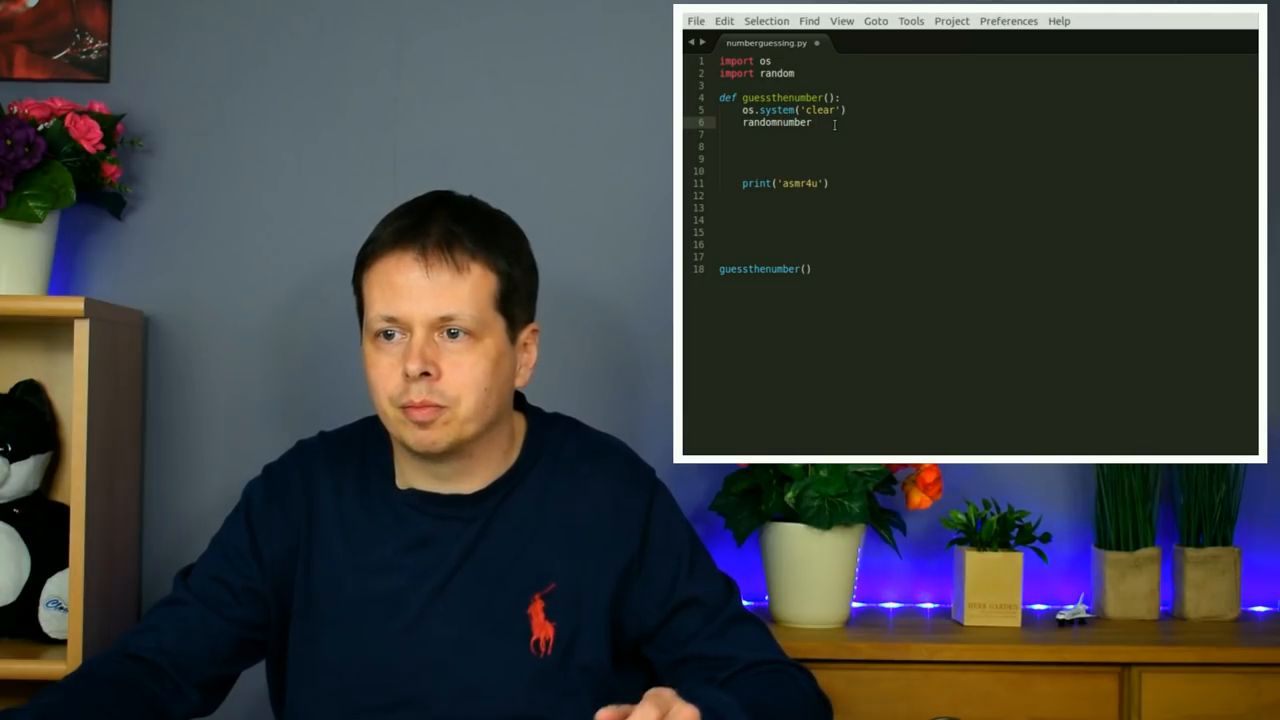 File Edit Selection Find View Goto Tools Project Preferences Help
numberguessing.py
1 import os
2 import random
3
4 def guessthenumber():
5 os.system('clear')
6 randomnumber
7
8
9
10
11 print('asmr4u')
12
13
14
15
16
17
18 guessthenumber()
HERB GARDEN